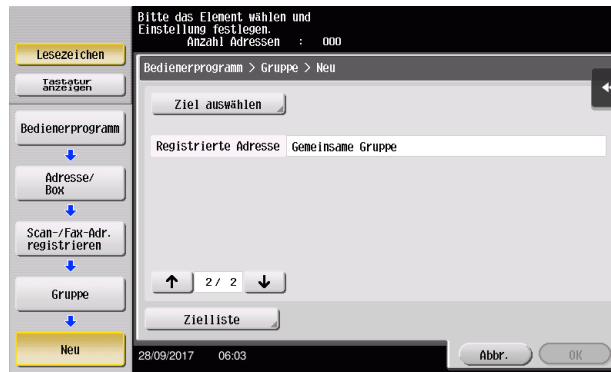 Bitte das Element wählen und
Einstellung festlegen.
Anzahl Adressen : 000
Lesezeichen
Tastatur
anzeigen
Bedienerprogramm
Adresse/
Box
Scan-/Fax-Adr.
registrieren
Gruppe
Neu
Bedienerprogramm > Gruppe > Neu
Ziel auswählen
Registrierte Adresse Gemeinsame Gruppe
↑ 2/ 2 ↓
Zielliste
28/09/2017 06:03
Abbr. OK